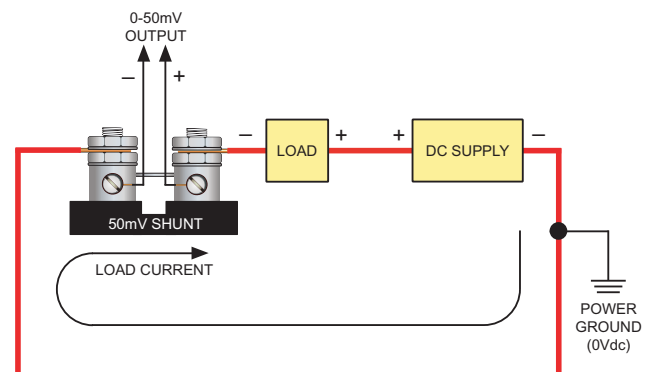 0-50mV
OUTPUT
– +
– LOAD + + DC SUPPLY –
50mV SHUNT
LOAD CURRENT
POWER
GROUND
(0Vdc)